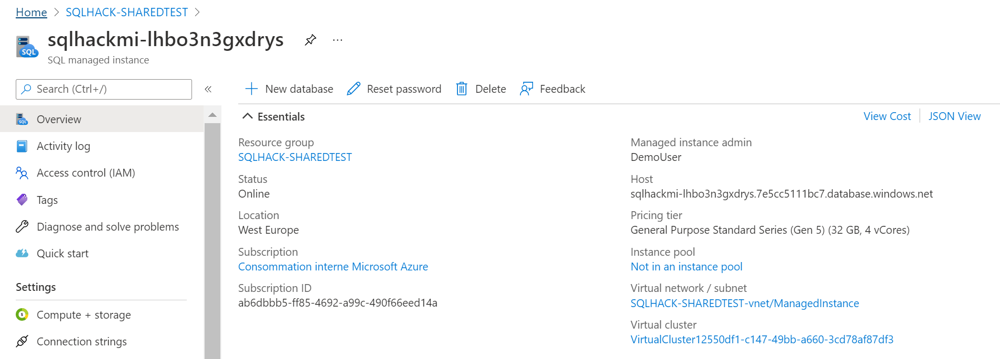 Home > SQLHACK-SHAREDTEST >
sqlhackmi-lhbo3n3gxdrys ...
SQL
SQL managed instance
Search (Ctrl+/) «
New database Reset password Delete Feedback
Overview
Activity log
Access control (IAM)
Tags
Diagnose and solve problems
Quick start
Settings
Compute + storage
Connection strings
Essentials
View Cost | JSON View
Resource group
SQLHACK-SHAREDTEST
Status
Online
Location
West Europe
Subscription
Consommation interne Microsoft Azure
Subscription ID
ab6dbbb5-ff85-4692-a99c-490f66eed14a
Managed instance admin
DemoUser
Host
sqlhackmi-lhbo3n3gxdrys.7e5cc5111bc7.database.windows.net
Pricing tier
General Purpose Standard Series (Gen 5) (32 GB, 4 vCores)
Instance pool
Not in an instance pool
Virtual network / subnet
SQLHACK-SHAREDTEST-vnet/ManagedInstance
Virtual cluster
VirtualCluster12550df1-c147-49bb-a660-3cd78af87df3